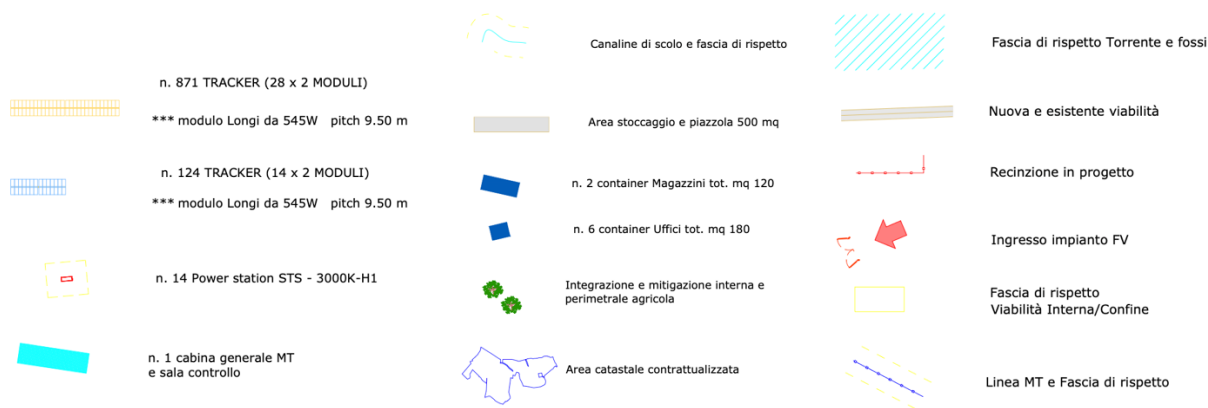 n. 871 TRACKER (28 x 2 MODULI)
*** modulo Longi da 545W   pitch 9.50 m
n. 124 TRACKER (14 x 2 MODULI)
*** modulo Longi da 545W   pitch 9.50 m
n. 14 Power station STS - 3000K-H1
n. 1 cabina generale MT
e sala controllo
Canaline di scolo e fascia di rispetto
Area stoccaggio e piazzola 500 mq
n. 2 container Magazzini tot. mq 120
n. 6 container Uffici tot. mq 180
Integrazione e mitigazione interna e
perimetrale agricola
Area catastale contrattualizzata
Fascia di rispetto Torrente e fossi
Nuova e esistente viabilità
Recinzione in progetto
Ingresso impianto FV
Fascia di rispetto
Viabilità Interna/Confine
Linea MT e Fascia di rispetto